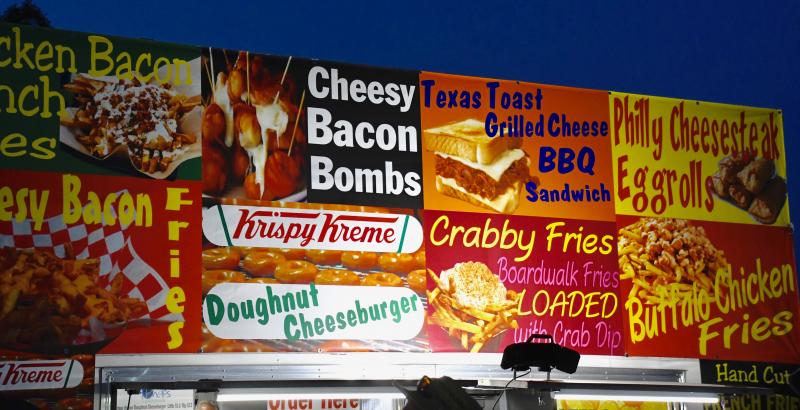 cken Bacon
nch
es
Cheesy
Bacon
Bombs
Texas Toast
Grilled Cheese
BBQ
Sandwich
Philly Cheesesteak
Eggrolls
esy Bacon
Fries
Krispy Kreme
Doughnut
Cheeseburger
Crabby Fries
Boardwalk Fries
LOADED
with Crab Dip
Buffalo Chicken
Fries
Kreme
Order Here
Hand Cut
FRIE